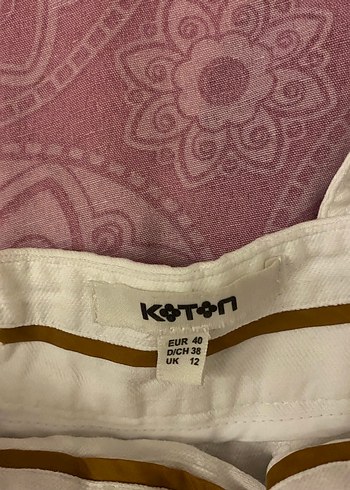 KOTON
EUR 40
D/CH 38
UK 12